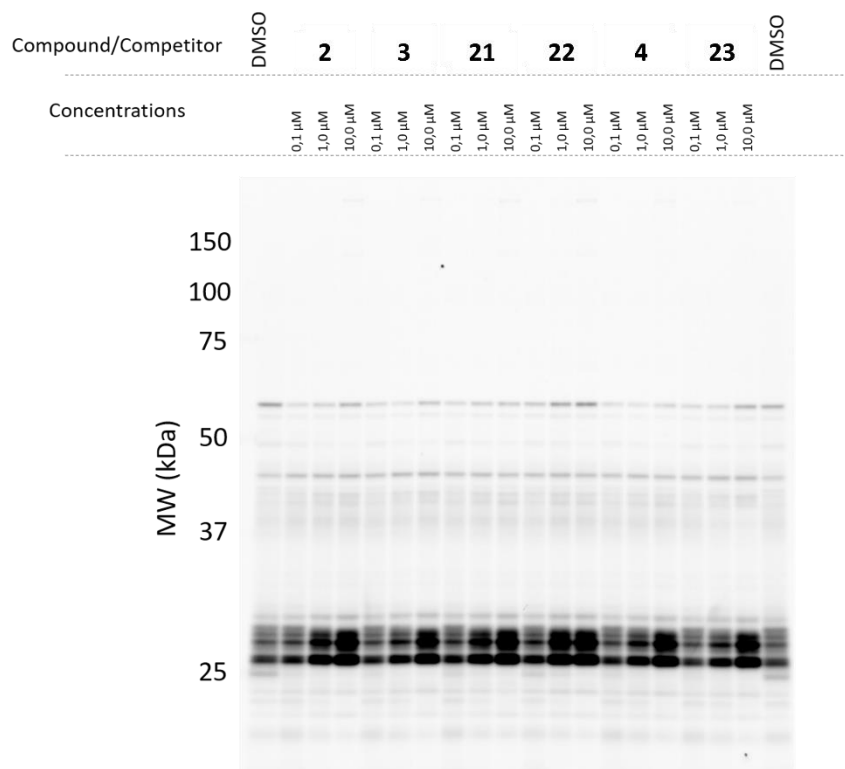 Compound/Competitor DMSO 2 3 21 22 4 23 DMSO
Concentrations 0,1 µM 1,0 µM 10,0 µM 0,1 µM 1,0 µM 10,0 µM 0,1 µM 1,0 µM 10,0 µM 0,1 µM 1,0 µM 10,0 µM 0,1 µM 1,0 µM 10,0 µM 0,1 µM 1,0 µM 10,0 µM
150
100
75
50
37
25
MW (kDa)